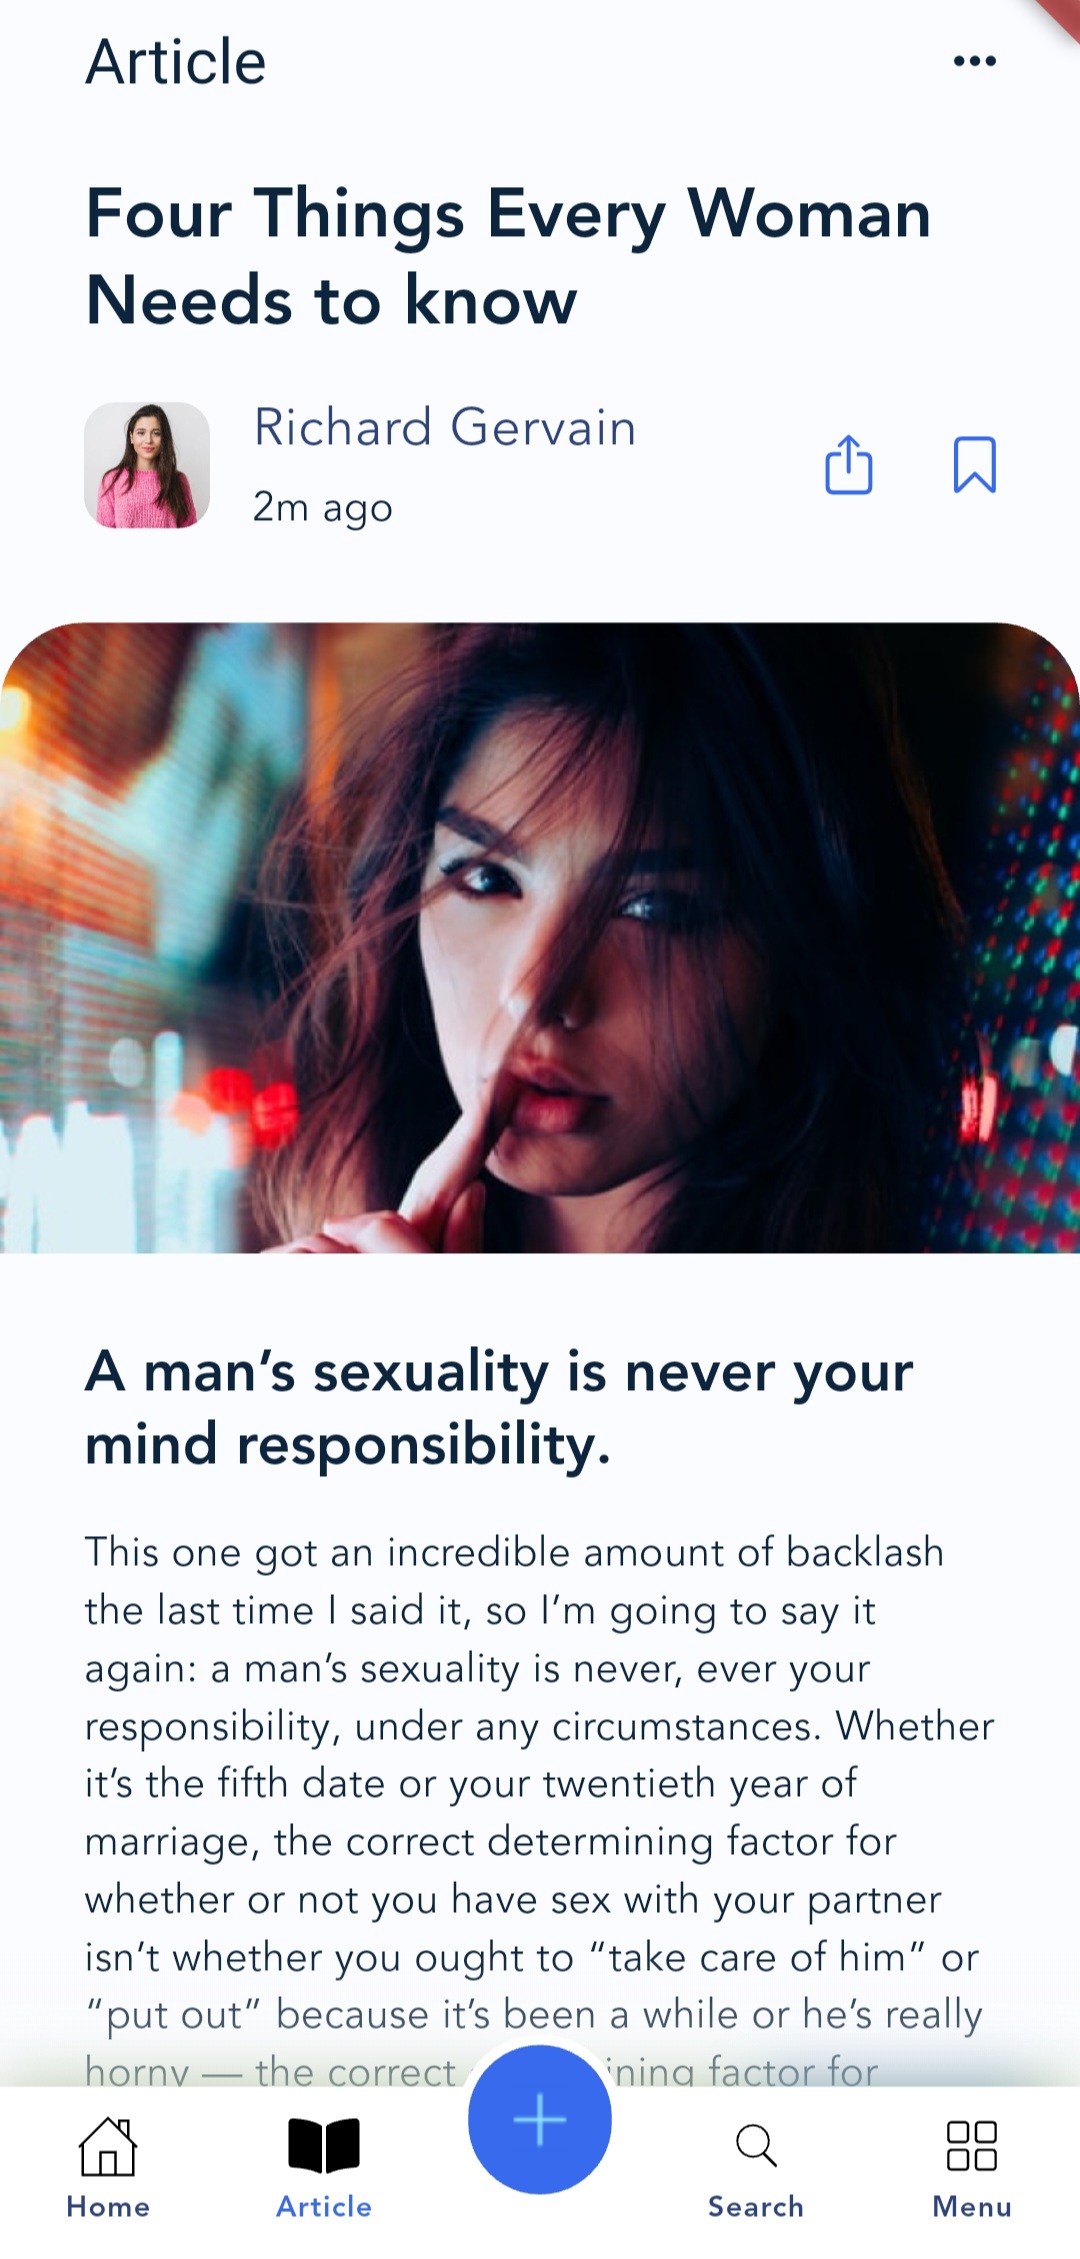 Article
Four Things Every Woman
Needs to know
Richard Gervain
2m ago
A man’s sexuality is never your
mind responsibility.
This one got an incredible amount of backlash
the last time I said it, so I’m going to say it
again: a man’s sexuality is never, ever your
responsibility, under any circumstances. Whether
it’s the fifth date or your twentieth year of
marriage, the correct determining factor for
whether or not you have sex with your partner
isn’t whether you ought to “take care of him” or
“put out” because it’s been a while or he’s really
horny — the correct ining factor for
Home
Article
Search
Menu